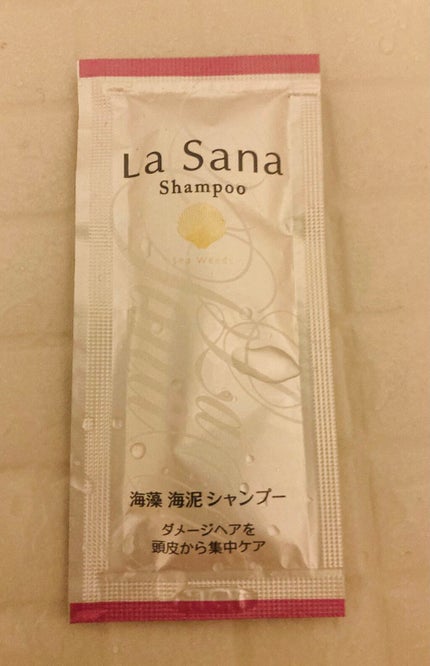 La Sana
Shampoo
Sea Weeds
海藻 海泥 シャンプー
ダメージヘアを
頭皮から集中ケア